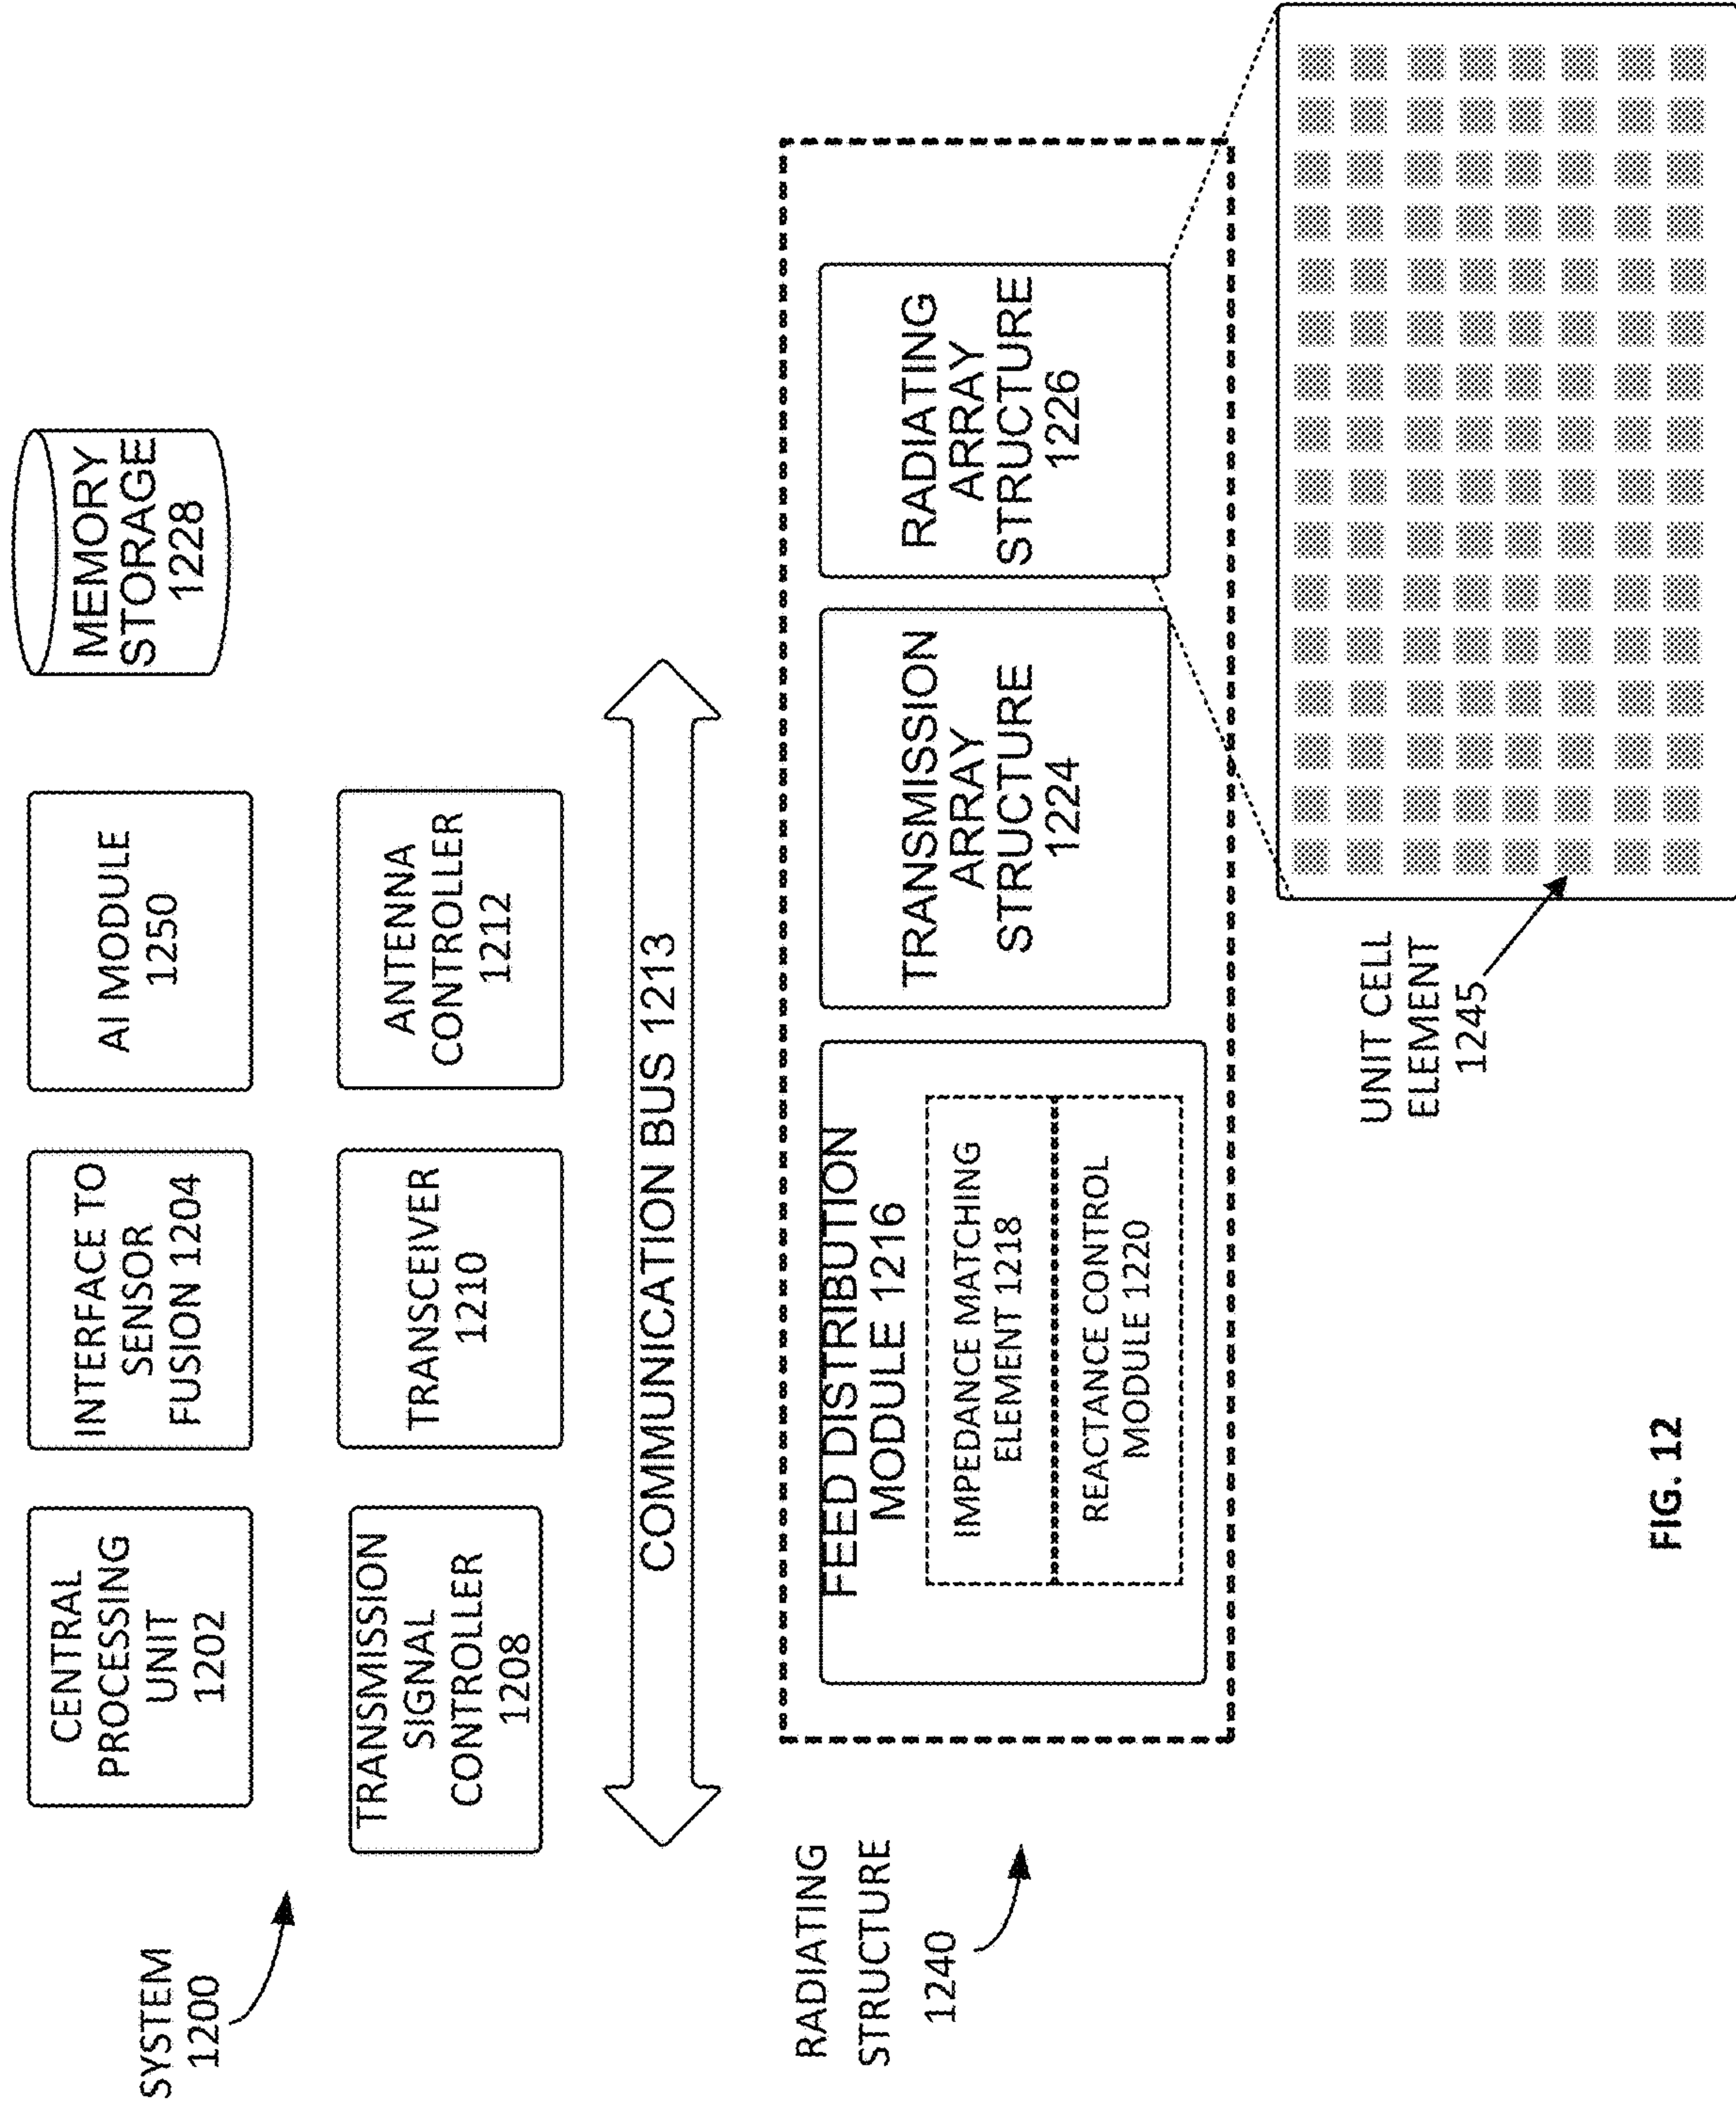 SYSTEM
1200
CENTRAL
PROCESSING
UNIT
1202
INTERFACE TO
SENSOR
FUSION 1204
AI MODULE
1250
MEMORY
STORAGE
1228
TRANSMISSION
SIGNAL
CONTROLLER
1208
TRANSCEIVER
1210
ANTENNA
CONTROLLER
1212
COMMUNICATION BUS 1213
RADIATING
STRUCTURE
1240
FEED DISTRIBUTION
MODULE 1216
IMPEDANCE MATCHING
ELEMENT 1218
REACTANCE CONTROL
MODULE 1220
TRANSMISSION
ARRAY
STRUCTURE
1224
RADIATING
ARRAY
STRUCTURE
1226
UNIT CELL
ELEMENT
1245
FIG. 12